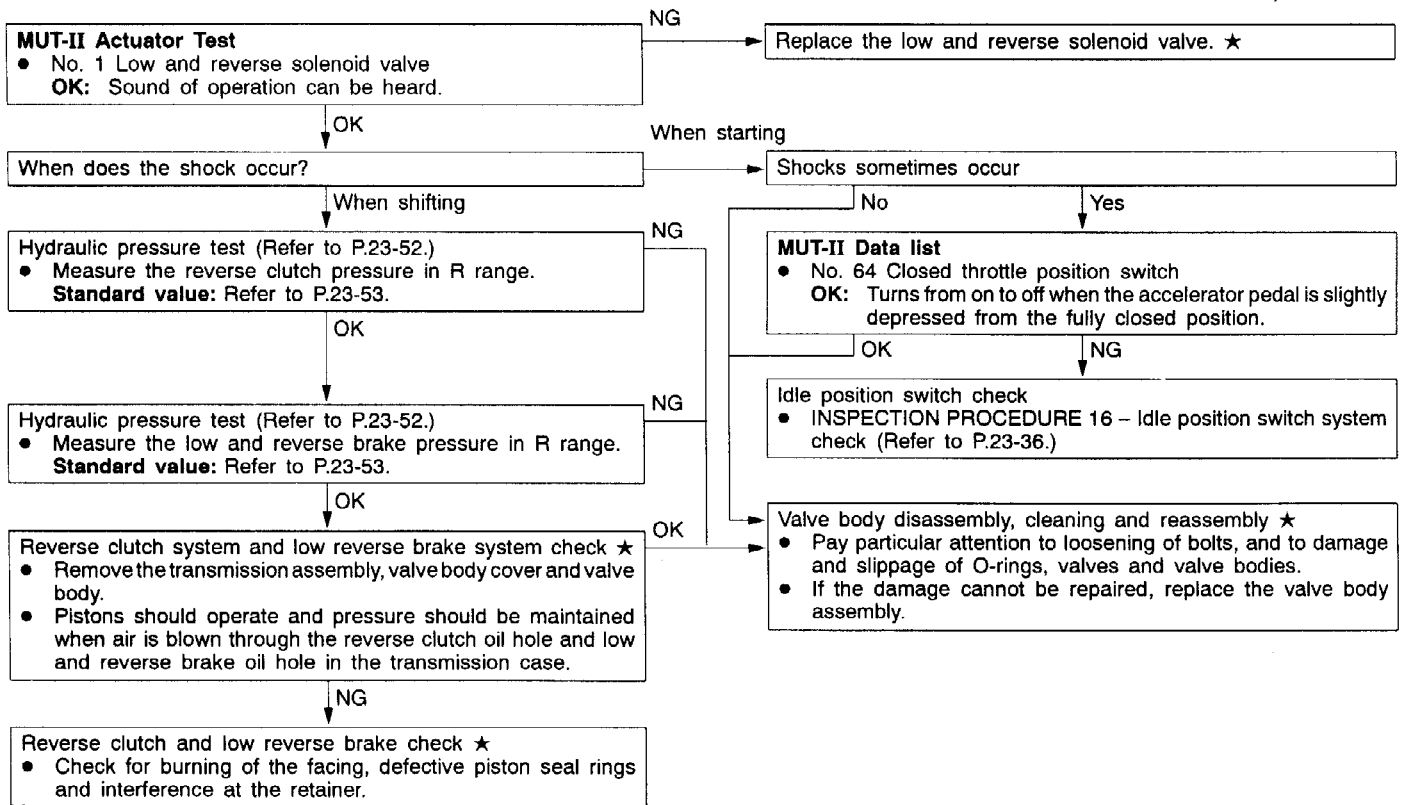 NG
MUT-II Actuator Test
● No. 1 Low and reverse solenoid valve
OK: Sound of operation can be heard.
Replace the low and reverse solenoid valve. ★
OK
When starting
When does the shock occur?
Shocks sometimes occur
When shifting
No
Yes
NG
Hydraulic pressure test (Refer to P.23-52.)
● Measure the reverse clutch pressure in R range.
Standard value: Refer to P.23-53.
MUT-II Data list
● No. 64 Closed throttle position switch
OK: Turns from on to off when the accelerator pedal is slightly
depressed from the fully closed position.
OK
OK
NG
NG
Hydraulic pressure test (Refer to P.23-52.)
● Measure the low and reverse brake pressure in R range.
Standard value: Refer to P.23-53.
Idle position switch check
● INSPECTION PROCEDURE 16 – Idle position switch system
check (Refer to P.23-36.)
OK
OK
Reverse clutch system and low reverse brake system check ★
● Remove the transmission assembly, valve body cover and valve
body.
● Pistons should operate and pressure should be maintained
when air is blown through the reverse clutch oil hole and low
and reverse brake oil hole in the transmission case.
Valve body disassembly, cleaning and reassembly ★
● Pay particular attention to loosening of bolts, and to damage
and slippage of O-rings, valves and valve bodies.
● If the damage cannot be repaired, replace the valve body
assembly.
NG
Reverse clutch and low reverse brake check ★
● Check for burning of the facing, defective piston seal rings
and interference at the retainer.